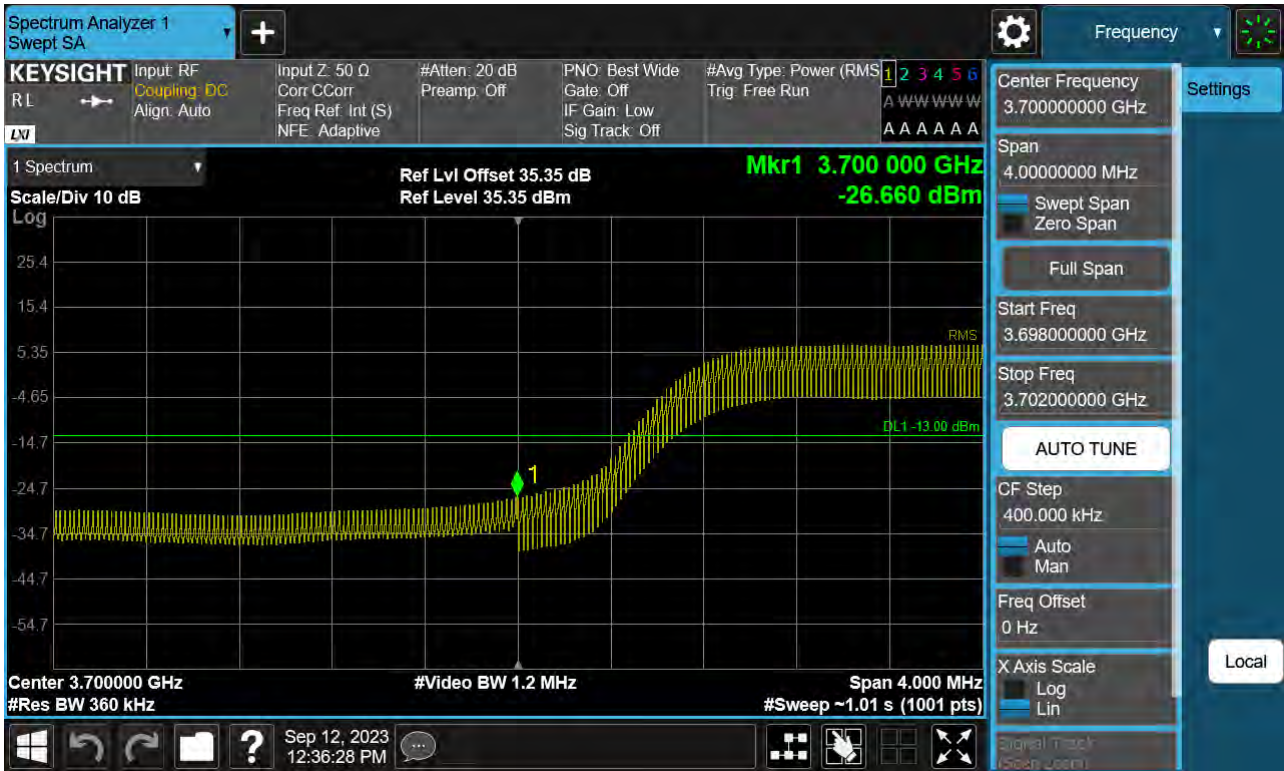 Spectrum Analyzer 1
Swept SA
+
Frequency
KEYSIGHT
RL
LXI
Input: RF
Coupling: DC
Align: Auto
Input Z: 50 Ω
Corr CCorr
Freq Ref: Int (S)
NFE: Adaptive
#Atten: 20 dB
Preamp: Off
PNO: Best Wide
Gate: Off
IF Gain: Low
Sig Track: Off
#Avg Type: Power (RMS
Trig: Free Run
1 2 3 4 5 6
A W W W W W
A A A A A A
1 Spectrum
Scale/Div 10 dB
Log
Ref Lvl Offset 35.35 dB
Ref Level 35.35 dBm
Mkr1 3.700 000 GHz
-26.660 dBm
25.4
15.4
5.35
-4.65
-14.7
-24.7
-34.7
-44.7
-54.7
RMS
DL1 -13.00 dBm
1
Center 3.700000 GHz
#Res BW 360 kHz
#Video BW 1.2 MHz
Span 4.000 MHz
#Sweep ~1.01 s (1001 pts)
Center Frequency
3.700000000 GHz
Span
4.00000000 MHz
Swept Span
Zero Span
Full Span
Start Freq
3.698000000 GHz
Stop Freq
3.702000000 GHz
AUTO TUNE
CF Step
400.000 kHz
Auto
Man
Freq Offset
0 Hz
X Axis Scale
Log
Lin
Signal Track
(Span Zoom)
Settings
Local
?
Sep 12, 2023
12:36:28 PM